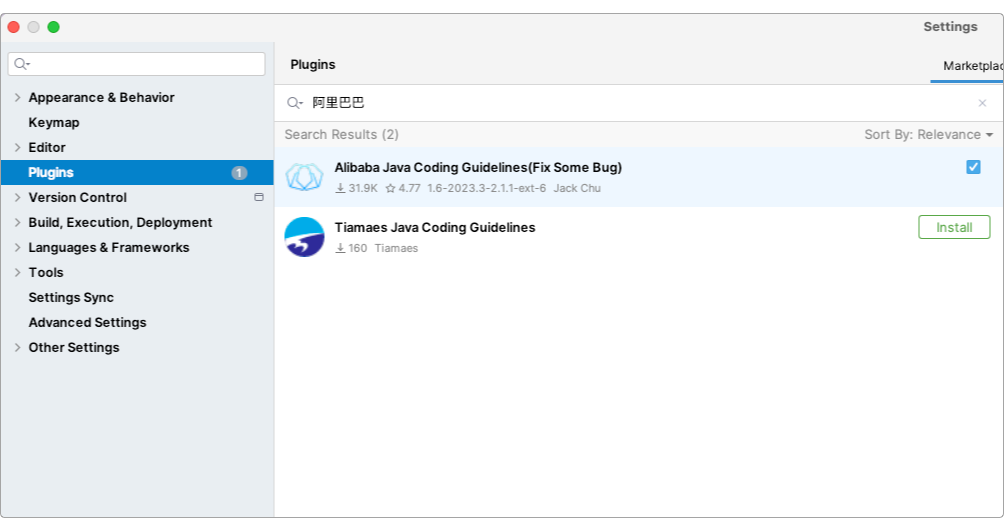 Settings
Appearance & Behavior
Keymap
Editor
Plugins 1
Version Control
Build, Execution, Deployment
Languages & Frameworks
Tools
Settings Sync
Advanced Settings
Other Settings
Plugins
Marketplac
阿里巴巴
Search Results (2) Sort By: Relevance
Alibaba Java Coding Guidelines(Fix Some Bug)
31.9K 4.77 1.6-2023.3-2.1.1-ext-6 Jack Chu
Tiamaes Java Coding Guidelines Install
160 Tiamaes